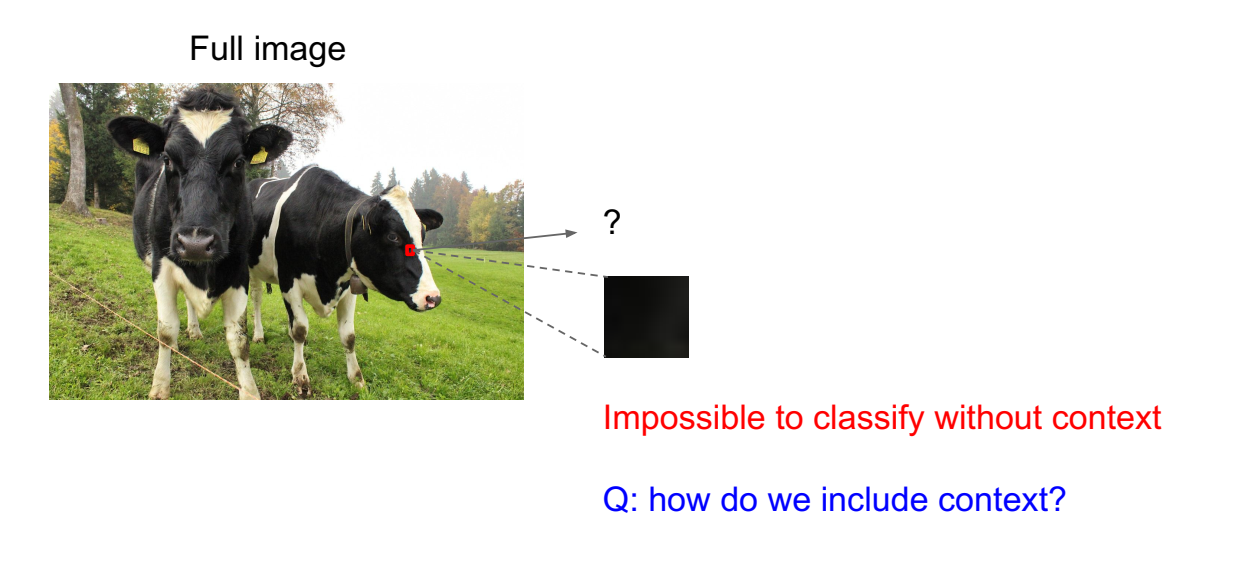 Full image
?
Impossible to classify without context
Q: how do we include context?